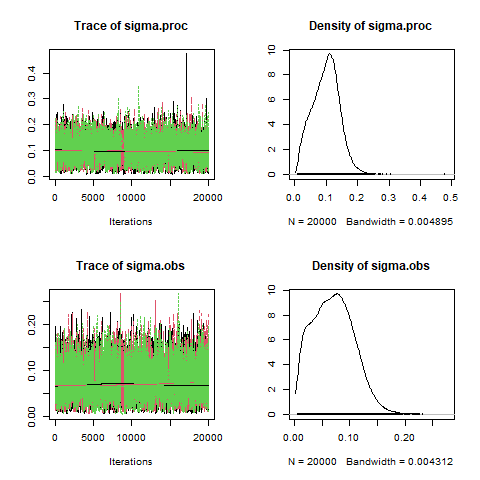 Trace of sigma.proc
0.0 0.1 0.2 0.3 0.4
0 5000 10000 20000
Iterations
Density of sigma.proc
0 2 4 6 8 10
0.0 0.1 0.2 0.3 0.4 0.5
N = 20000 Bandwidth = 0.004895
Trace of sigma.obs
0.00 0.10 0.20
0 5000 10000 20000
Iterations
Density of sigma.obs
0 2 4 6 8 10
0.00 0.10 0.20
N = 20000 Bandwidth = 0.004312